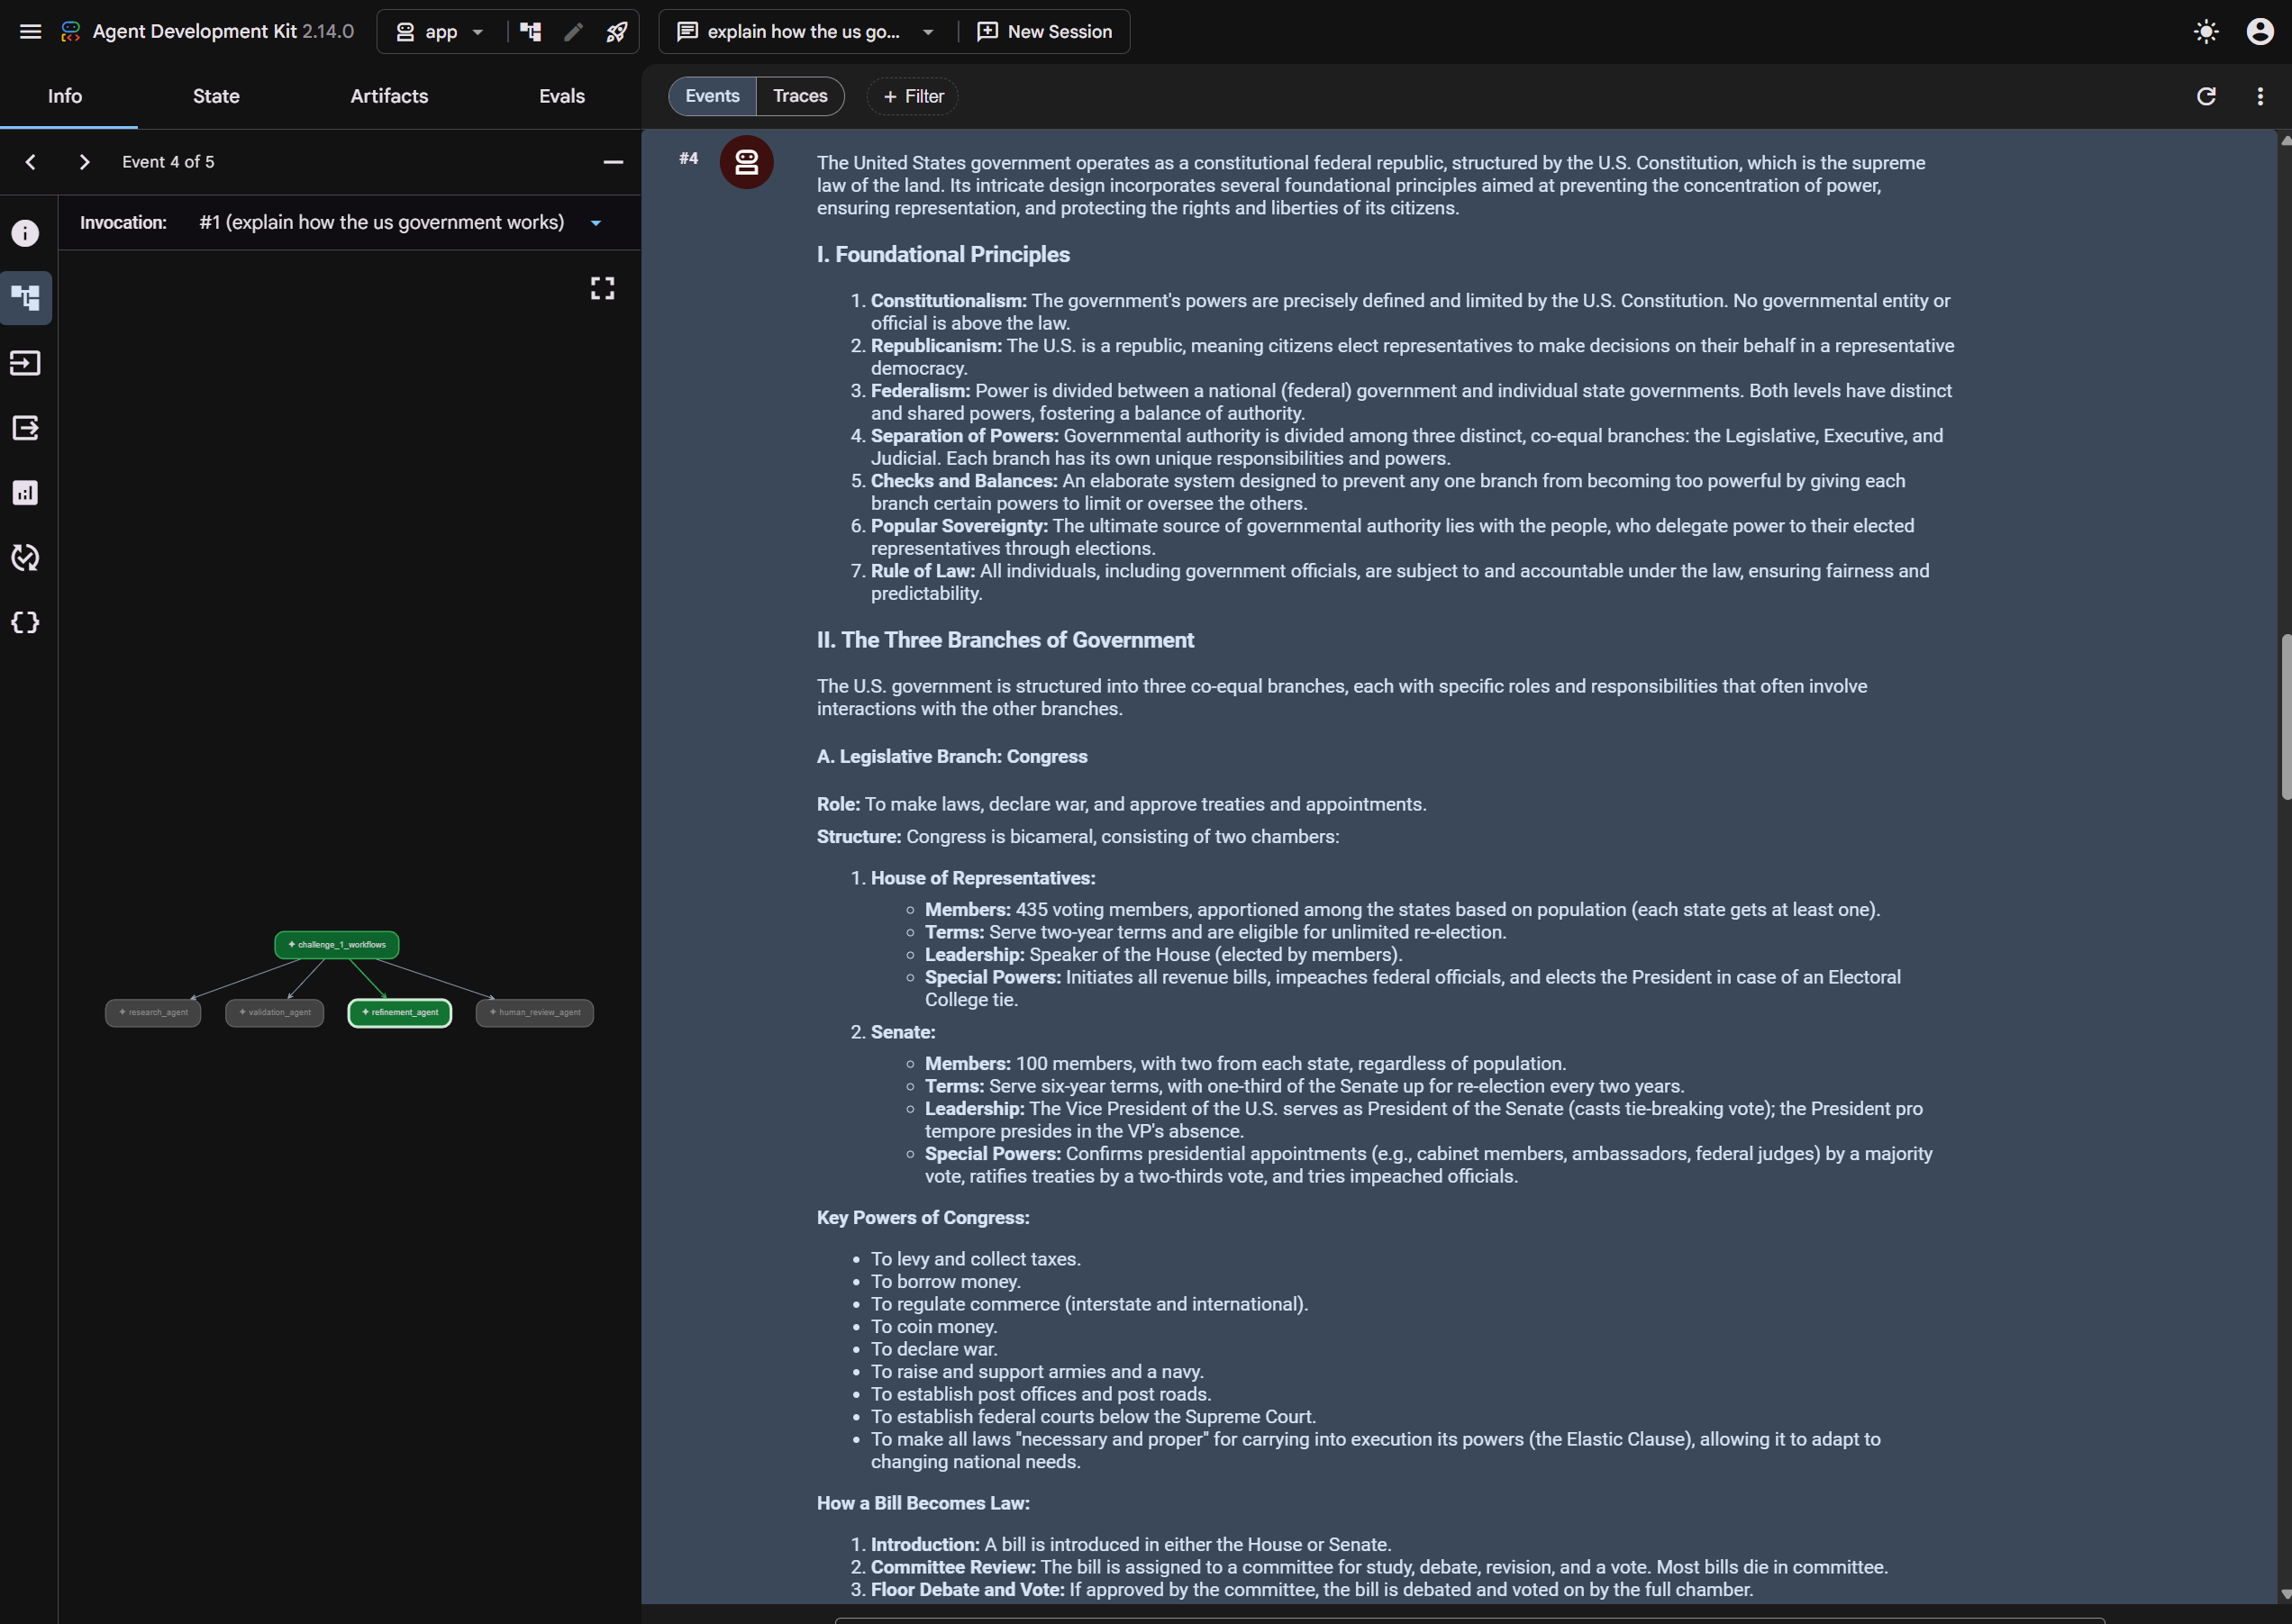 Agent Development Kit 2.14.0
app
explain how the us go...
New Session
Info
State
Artifacts
Evals
Events
Traces
+ Filter
Event 4 of 5
Invocation: #1 (explain how the us government works)
challenge_1_workflows
research_agent
validation_agent
refinement_agent
human_review_agent
#4
The United States government operates as a constitutional federal republic, structured by the U.S. Constitution, which is the supreme
law of the land. Its intricate design incorporates several foundational principles aimed at preventing the concentration of power,
ensuring representation, and protecting the rights and liberties of its citizens.
I. Foundational Principles
1. Constitutionalism: The government's powers are precisely defined and limited by the U.S. Constitution. No governmental entity or
official is above the law.
2. Republicanism: The U.S. is a republic, meaning citizens elect representatives to make decisions on their behalf in a representative
democracy.
3. Federalism: Power is divided between a national (federal) government and individual state governments. Both levels have distinct
and shared powers, fostering a balance of authority.
4. Separation of Powers: Governmental authority is divided among three distinct, co-equal branches: the Legislative, Executive, and
Judicial. Each branch has its own unique responsibilities and powers.
5. Checks and Balances: An elaborate system designed to prevent any one branch from becoming too powerful by giving each
branch certain powers to limit or oversee the others.
6. Popular Sovereignty: The ultimate source of governmental authority lies with the people, who delegate power to their elected
representatives through elections.
7. Rule of Law: All individuals, including government officials, are subject to and accountable under the law, ensuring fairness and
predictability.
II. The Three Branches of Government
The U.S. government is structured into three co-equal branches, each with specific roles and responsibilities that often involve
interactions with the other branches.
A. Legislative Branch: Congress
Role: To make laws, declare war, and approve treaties and appointments.
Structure: Congress is bicameral, consisting of two chambers:
1. House of Representatives:
Members: 435 voting members, apportioned among the states based on population (each state gets at least one).
Terms: Serve two-year terms and are eligible for unlimited re-election.
Leadership: Speaker of the House (elected by members).
Special Powers: Initiates all revenue bills, impeaches federal officials, and elects the President in case of an Electoral
College tie.
2. Senate:
Members: 100 members, with two from each state, regardless of population.
Terms: Serve six-year terms, with one-third of the Senate up for re-election every two years.
Leadership: The Vice President of the U.S. serves as President of the Senate (casts tie-breaking vote); the President pro
tempore presides in the VP's absence.
Special Powers: Confirms presidential appointments (e.g., cabinet members, ambassadors, federal judges) by a majority
vote, ratifies treaties by a two-thirds vote, and tries impeached officials.
Key Powers of Congress:
• To levy and collect taxes.
• To borrow money.
• To regulate commerce (interstate and international).
• To coin money.
• To declare war.
• To raise and support armies and a navy.
• To establish post offices and post roads.
• To establish federal courts below the Supreme Court.
• To make all laws "necessary and proper" for carrying into execution its powers (the Elastic Clause), allowing it to adapt to
changing national needs.
How a Bill Becomes Law:
1. Introduction: A bill is introduced in either the House or Senate.
2. Committee Review: The bill is assigned to a committee for study, debate, revision, and a vote. Most bills die in committee.
3. Floor Debate and Vote: If approved by the committee, the bill is debated and voted on by the full chamber.